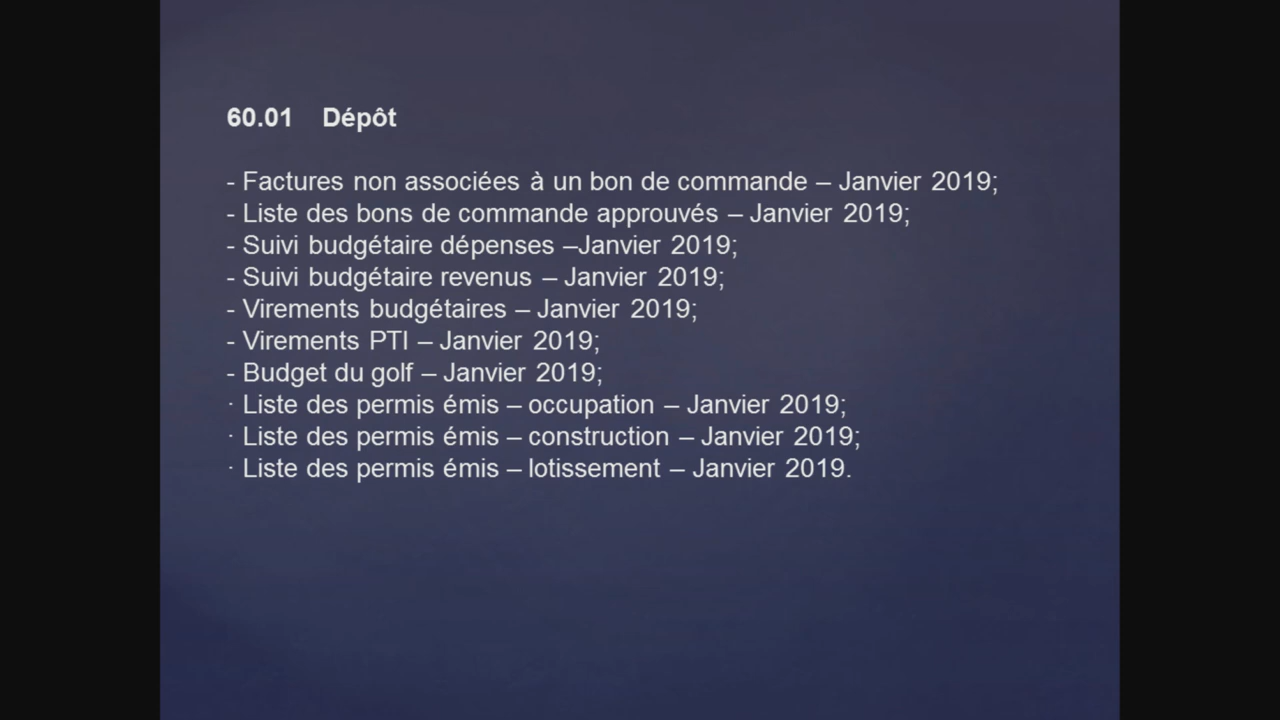 60.01 Dépôt
- Factures non associées à un bon de commande – Janvier 2019;
- Liste des bons de commande approuvés – Janvier 2019;
- Suivi budgétaire dépenses –Janvier 2019;
- Suivi budgétaire revenus – Janvier 2019;
- Virements budgétaires – Janvier 2019;
- Virements PTI – Janvier 2019;
- Budget du golf – Janvier 2019;
· Liste des permis émis – occupation – Janvier 2019;
· Liste des permis émis – construction – Janvier 2019;
· Liste des permis émis – lotissement – Janvier 2019.